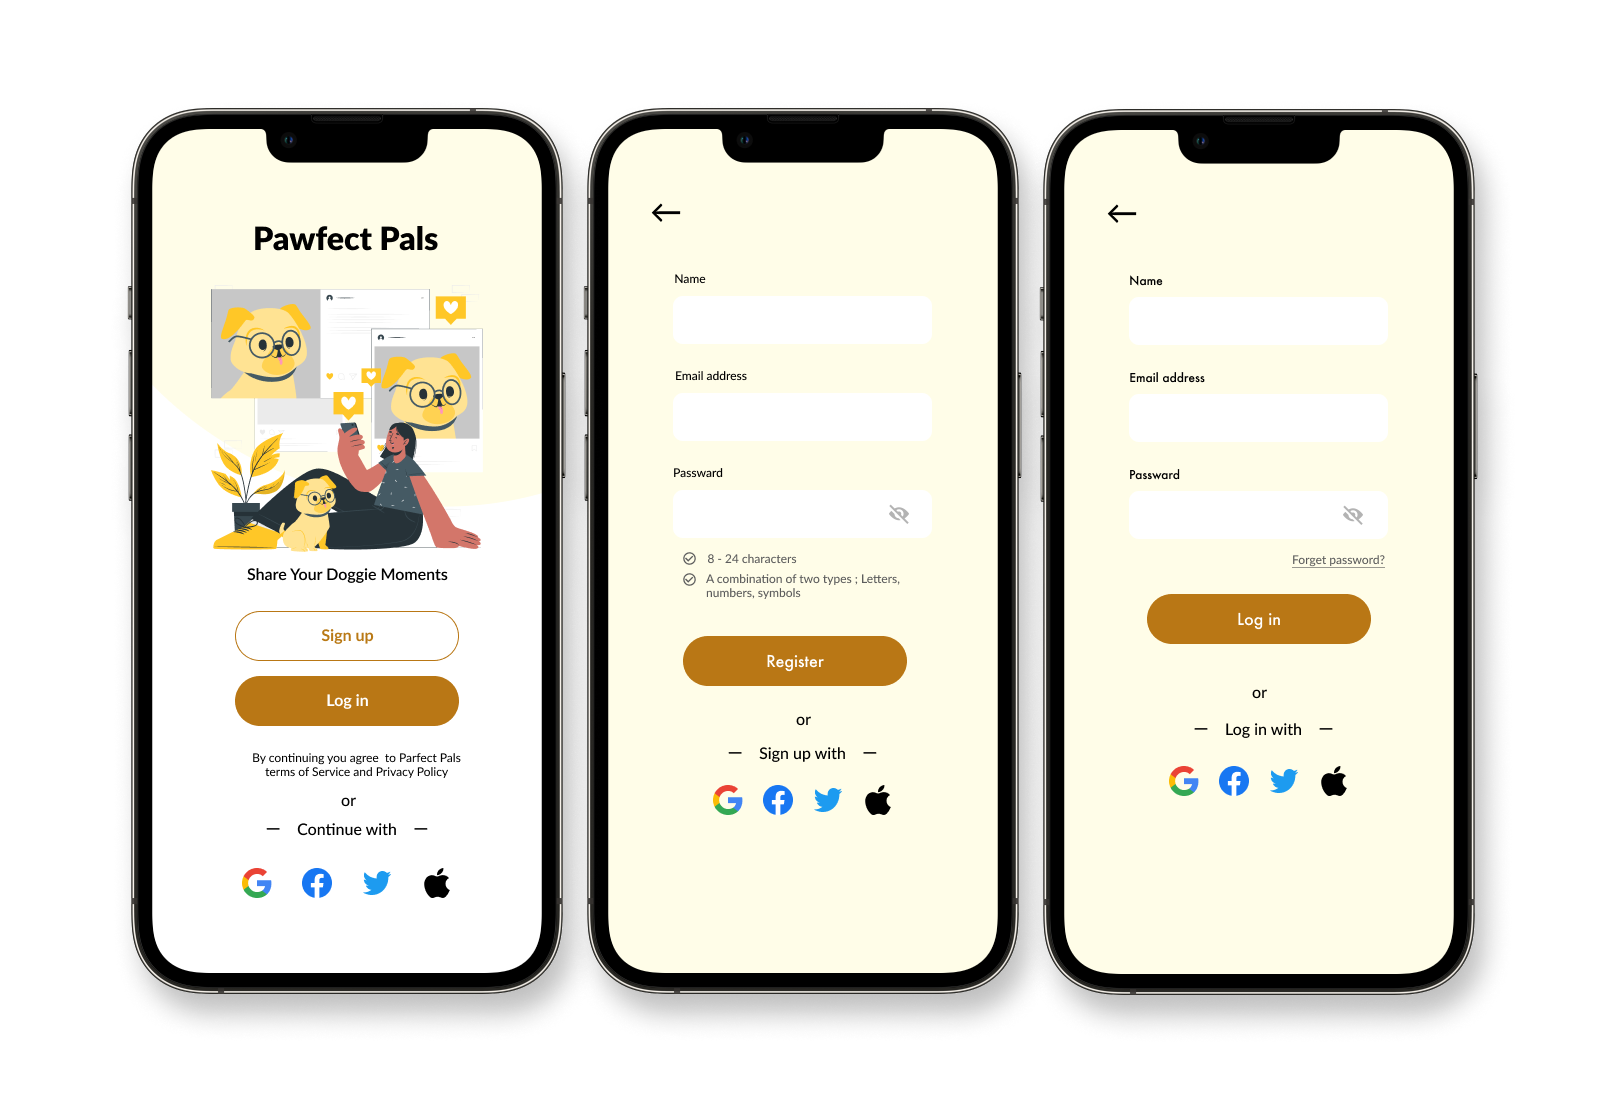 Pawfect Pals
Share Your Doggie Moments
Sign up
Log in
By continuing you agree  to Parfect Pals
terms of Service and Privacy Policy
or
Continue with
Name
Email address
Passward
8 - 24 characters
A combination of two types ; Letters,
numbers, symbols
Register
or
Sign up with
Name
Email address
Password
Forget password?
Log in
or
Log in with